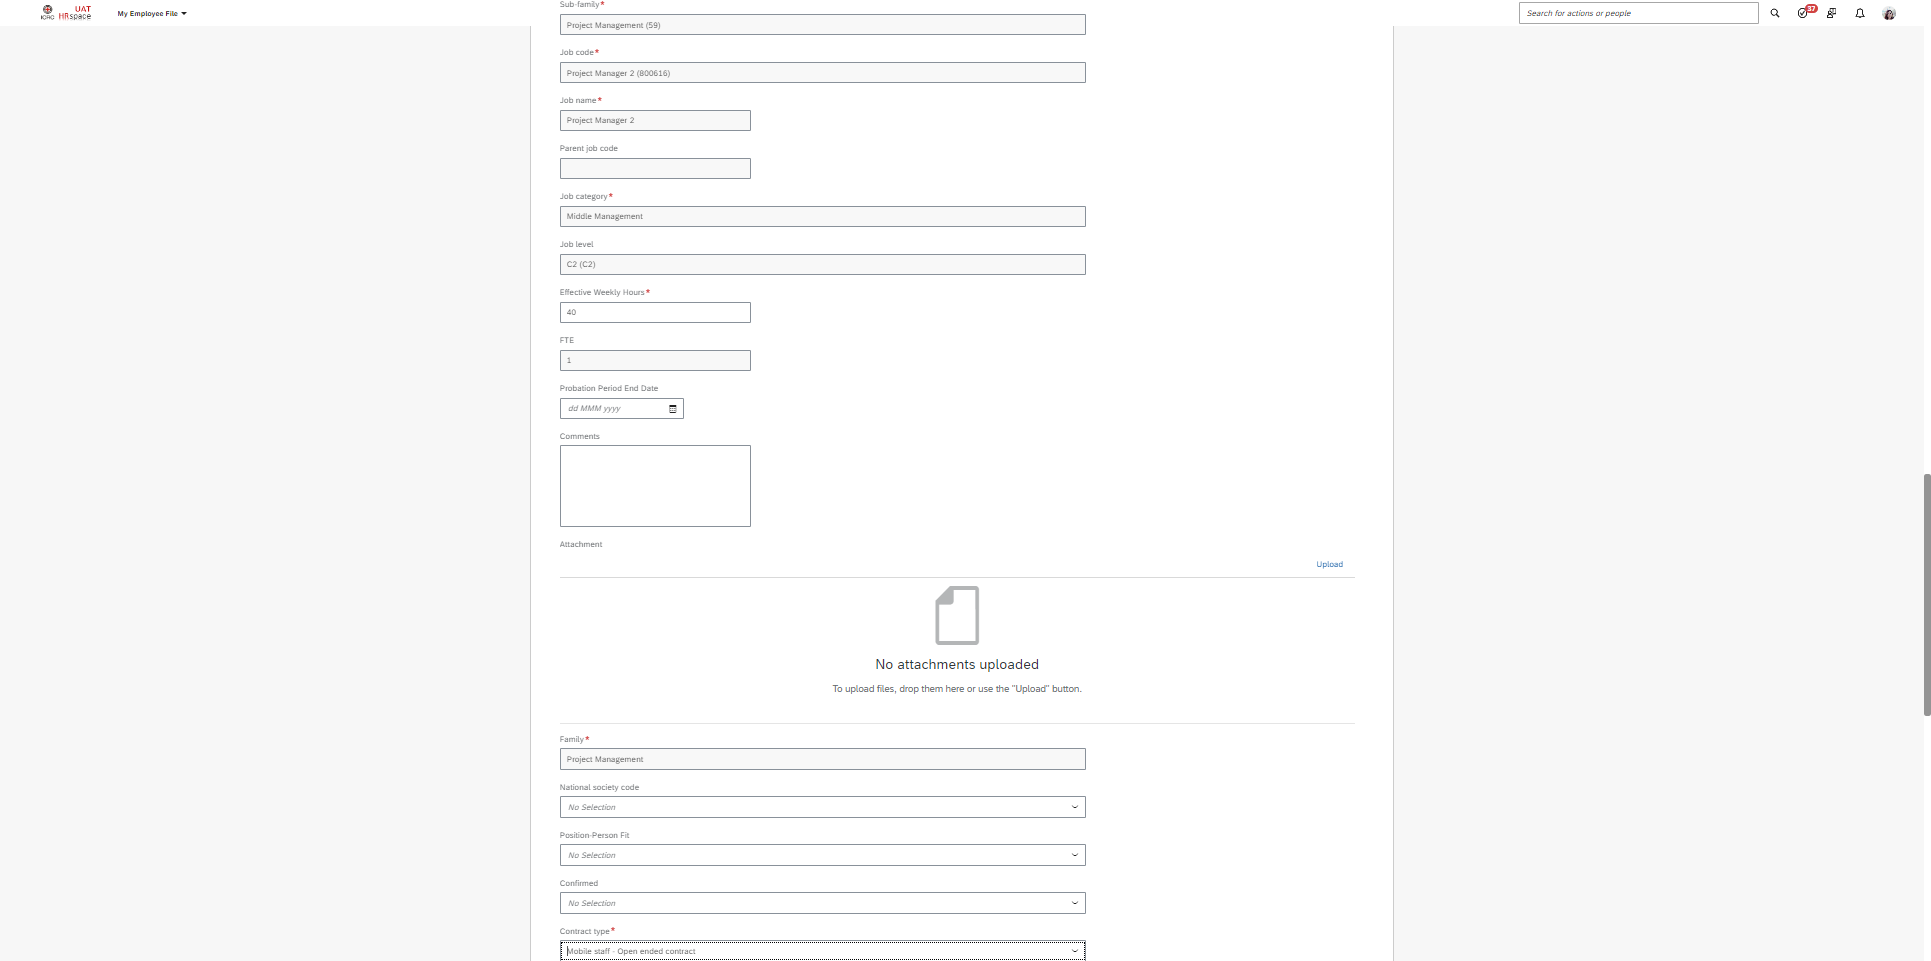 ICRC
UAT
HRspace
My Employee File
Search for actions or people
37
Sub-family*
Project Management (59)
Job code*
Project Manager 2 (800616)
Job name*
Project Manager 2
Parent job code
Job category*
Middle Management
Job level
C2 (C2)
Effective Weekly Hours*
40
FTE
1
Probation Period End Date
dd MMM yyyy
Comments
Attachment
Upload
No attachments uploaded
To upload files, drop them here or use the "Upload" button.
Family*
Project Management
National society code
No Selection
Position-Person Fit
No Selection
Confirmed
No Selection
Contract type*
Mobile staff - Open ended contract